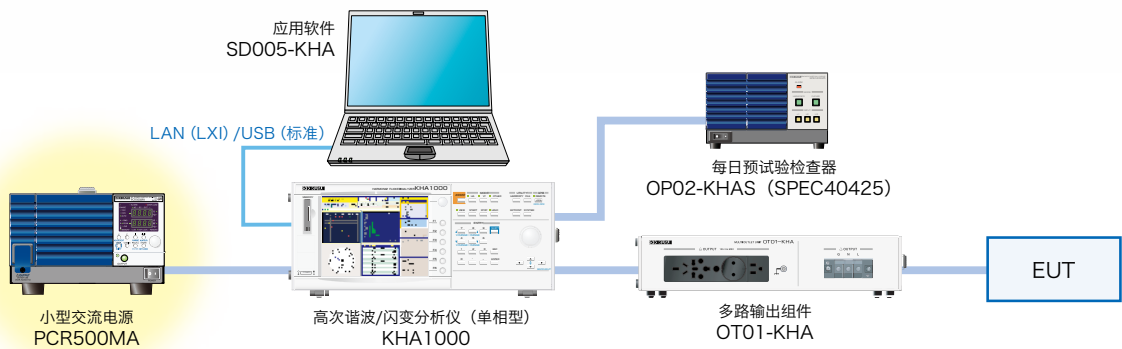 应用软件
SD005-KHA
LAN (LXI) /USB (标准)
每日预试验检查器
OP02-KHAS（SPEC40425）
KHA1000
OT01-KHA
OUTPUT
OUTPUT
G N L
EUT
小型交流电源
PCR500MA
高次谐波/闪变分析仪（单相型）
KHA1000
多路输出组件
OT01-KHA